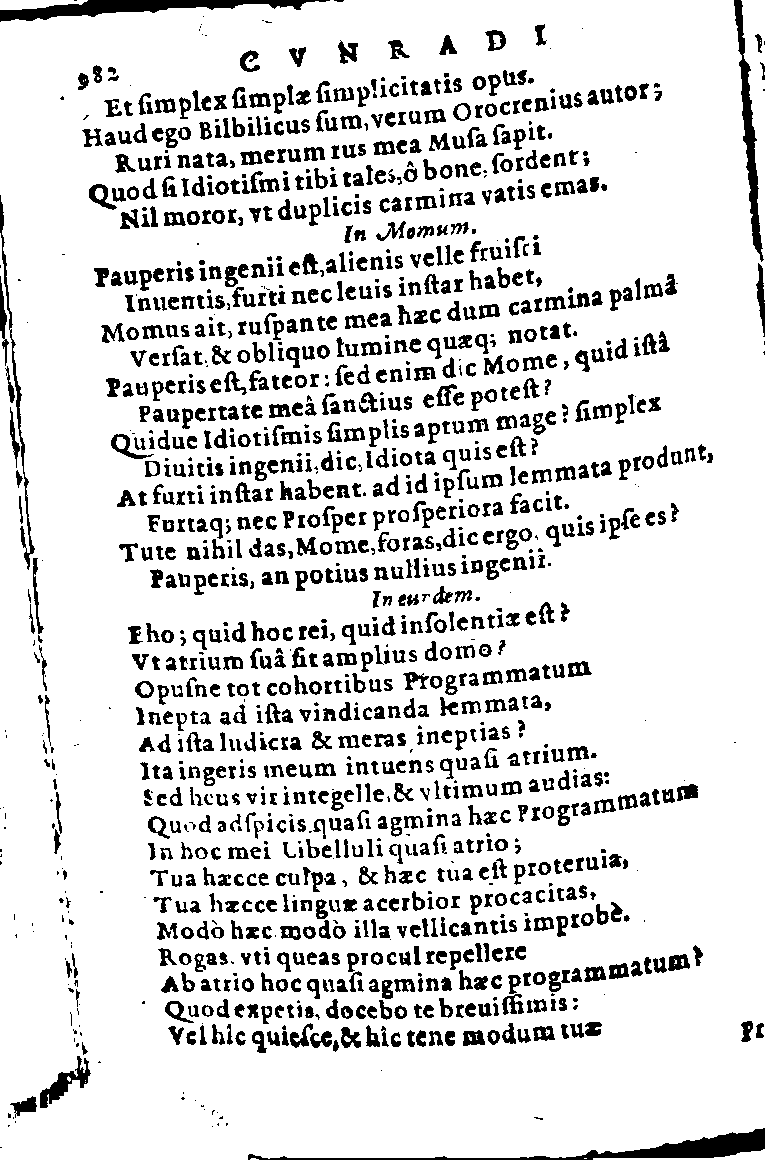 982 CVNRADI
Et ſimplex ſimplæ ſimplicitatis opus.
Haud ego Bilbilicus ſum, verum Orocrenius autor;
Ruri nata, merum rus mea Muſa ſapit.
Quod ſi Idiotiſmi tibi tales, ô bone, ſordent;
Nil moror, vt duplicis carmina vatis emas.
In Momum.
Pauperis ingenii eſt, alienis velle fruiſci
Inuentis, furti nec leuis inſtar habet,
Momus ait, ruſpante mea hæc dum carmina palmâ
Verſat, & obliquo lumine quæq; notat.
Pauperis eſt, fateor: ſed enim dic Mome, quid iſtâ
Paupertate meâ ſanctius eſſe poteſt?
Quidue Idiotiſmis ſimplis aptum mage? ſimplex
Diuitis ingenii, dic, Idiota quis eſt?
At furti inſtar habent. ad id ipſum lemmata produnt,
Furtaq; nec Proſper proſperiora facit.
Tute nihil das, Mome, foras, dic ergo. quis ipſe es?
Pauperis, an potius nullius ingenii.
In eundem.
Eho; quid hoc rei, quid inſolentiæ eſt?
Vt atrium ſuâ ſit amplius domo?
Opuſne tot cohortibus Programmatum
Inepta ad iſta vindicanda lemmata,
Ad iſta ludicra & meras ineptias?
Ita ingeris meum intuens quaſi atrium.
Sed heus vir integelle, & vltimum audias:
Quod adſpicis quaſi agmina hæc Programmatum
In hoc mei Libelluli quaſi atrio;
Tua hæcce culpa, & hæc tua eſt proteruia,
Tua hæcce linguæ acerbior procacitas,
Modò hæc modò illa vellicantis improbè.
Rogas. vti queas procul repellere
Ab atrio hoc quaſi agmina hæc programmatum?
Quod expetis, docebo te breuiſſimis:
Vel hic quieſce, & hic tene modum tuæ
Pr